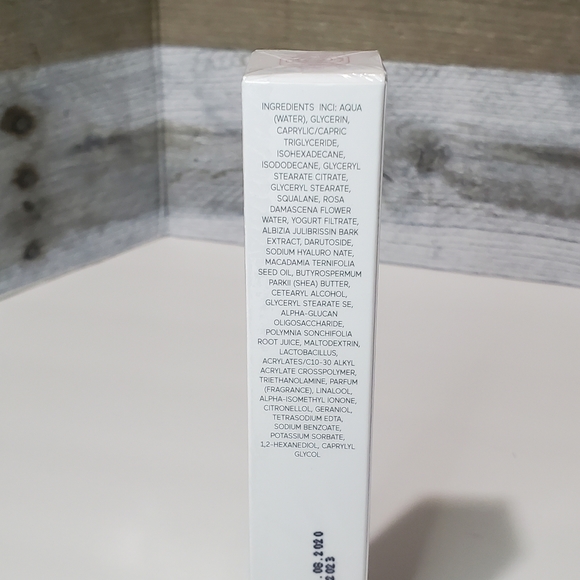 INGREDIENTS INCI: AQUA
(WATER), GLYCERIN,
CAPRYLIC/CAPRIC
TRIGLYCERIDE,
ISOHEXADECANE,
ISODODECANE, GLYCERYL
STEARATE CITRATE,
GLYCERYL STEARATE,
SQUALANE, ROSA
DAMASCENA FLOWER
WATER, YOGURT FILTRATE,
ALBIZIA JULIBRISSIN BARK
EXTRACT, DARUTOSIDE,
SODIUM HYALURO NATE,
MACADAMIA TERNIFOLIA
SEED OIL, BUTYROSPERMUM
PARKII (SHEA) BUTTER,
CETEARYL ALCOHOL,
GLYCERYL STEARATE SE,
ALPHA-GLUCAN
OLIGOSACCHARIDE,
POLYMNIA SONCHIFOLIA
ROOT JUICE, MALTODEXTRIN,
LACTOBACILLUS,
ACRYLATES/C10-30 ALKYL
ACRYLATE CROSSPOLYMER,
TRIETHANOLAMINE, PARFUM
(FRAGRANCE), LINALOOL,
ALPHA-ISOMETHYL IONONE,
CITRONELLOL, GERANIOL,
TETRASODIUM EDTA,
SODIUM BENZOATE,
POTASSIUM SORBATE,
1,2-HEXANEDIOL, CAPRYLYL
GLYCOL
.08.2020
2023